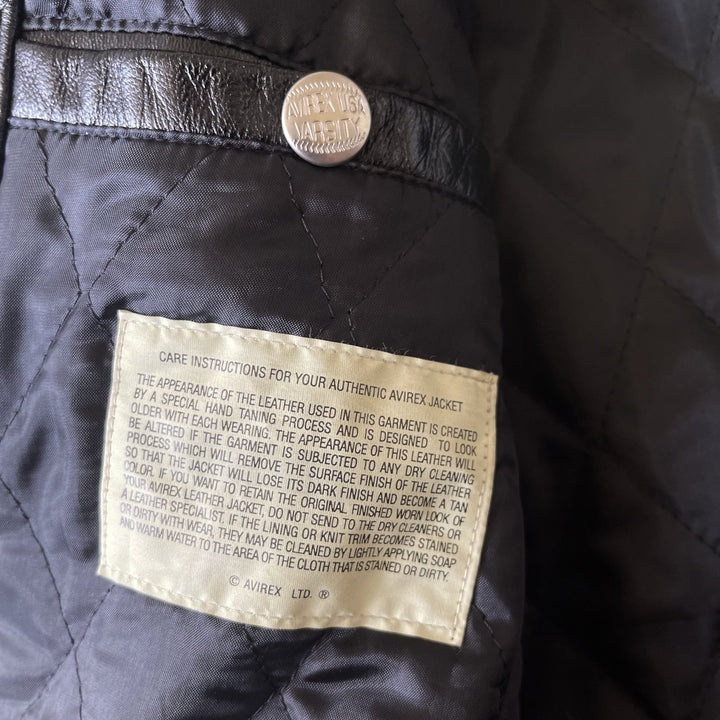 AVIREX USA
VARSITY
CARE INSTRUCTIONS FOR YOUR AUTHENTIC AVIREX JACKET
THE APPEARANCE OF THE LEATHER USED IN THIS GARMENT IS CREATED
BY A SPECIAL HAND TANING PROCESS AND IS DESIGNED TO LOOK
OLDER WITH EACH WEARING. THE APPEARANCE OF THIS LEATHER WILL
BE ALTERED IF THE GARMENT IS SUBJECTED TO ANY DRY CLEANING
PROCESS WHICH WILL REMOVE THE SURFACE FINISH OF THE LEATHER
SO THAT THE JACKET WILL LOSE ITS DARK FINISH AND BECOME A TAN
COLOR. IF YOU WANT TO RETAIN THE ORIGINAL FINISHED WORN LOOK OF
YOUR AVIREX LEATHER JACKET, DO NOT SEND TO THE DRY CLEANERS OR
A LEATHER SPECIALIST. IF THE LINING OR KNIT TRIM BECOMES STAINED
OR DIRTY WITH WEAR, THEY MAY BE CLEANED BY LIGHTLY APPLYING SOAP
AND WARM WATER TO THE AREA OF THE CLOTH THAT IS STAINED OR DIRTY.
© AVIREX LTD. ®